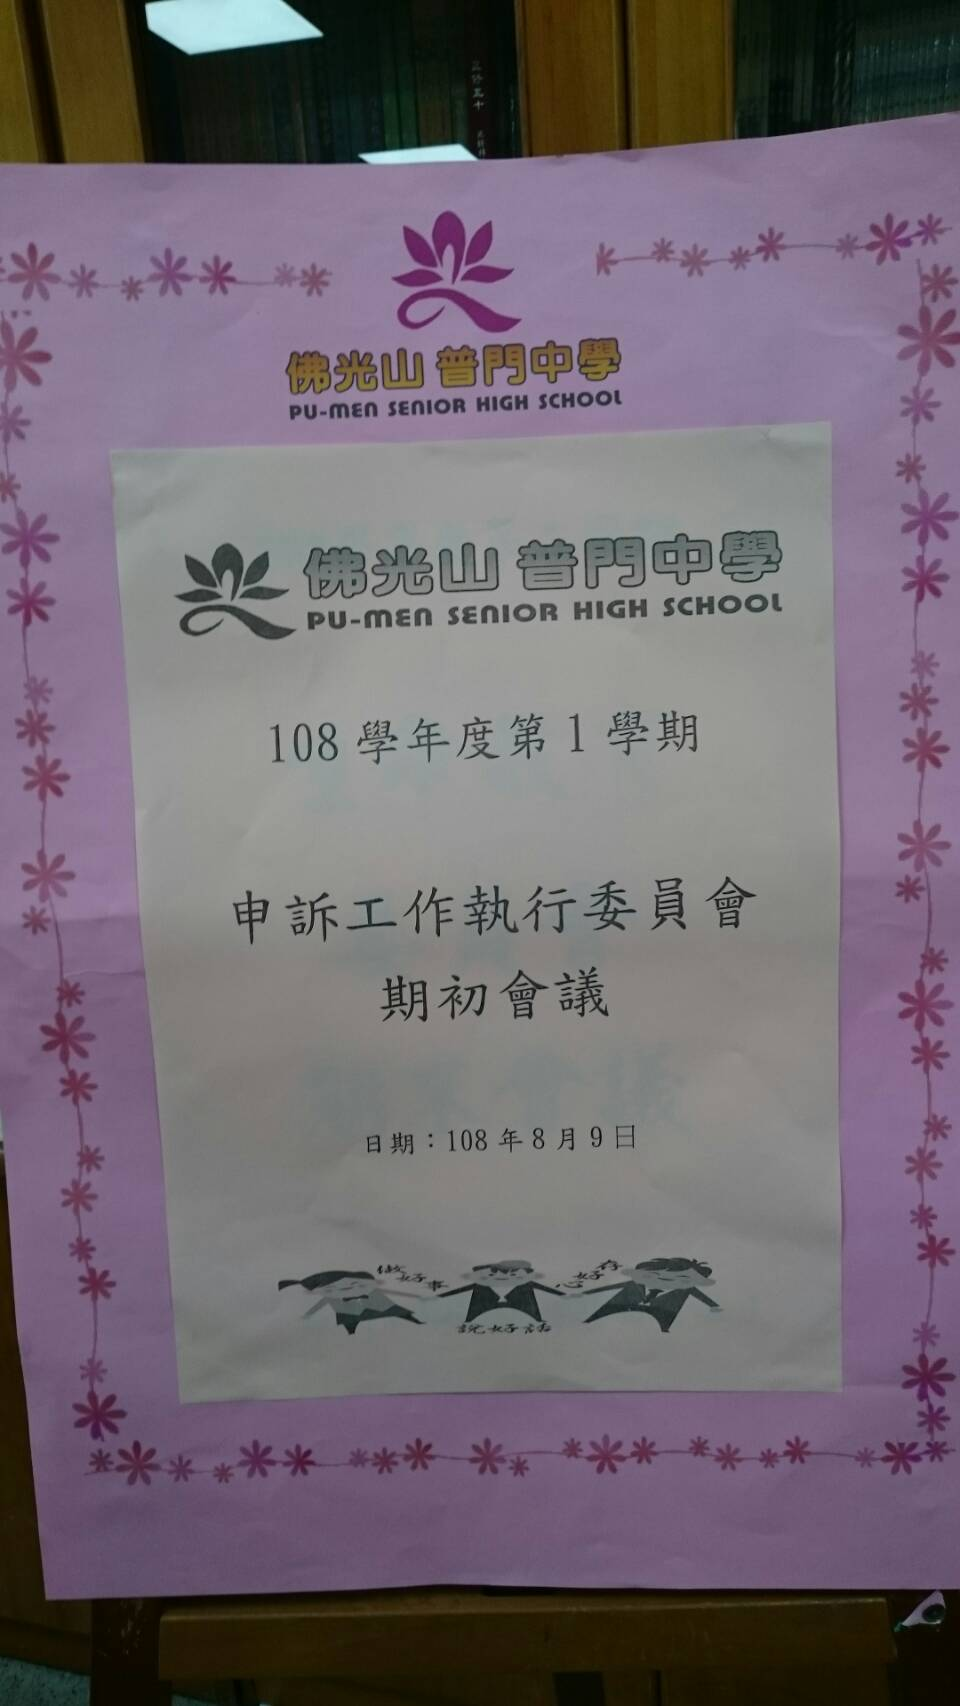 佛光山 普門中學
PU-MEN SENIOR HIGH SCHOOL
佛光山 普門中學
PU-MEN SENIOR HIGH SCHOOL
108 學年度第 1 學期
申訴工作執行委員會
期初會議
日期：108 年 8 月 9 日
做好事
存好心
說好話